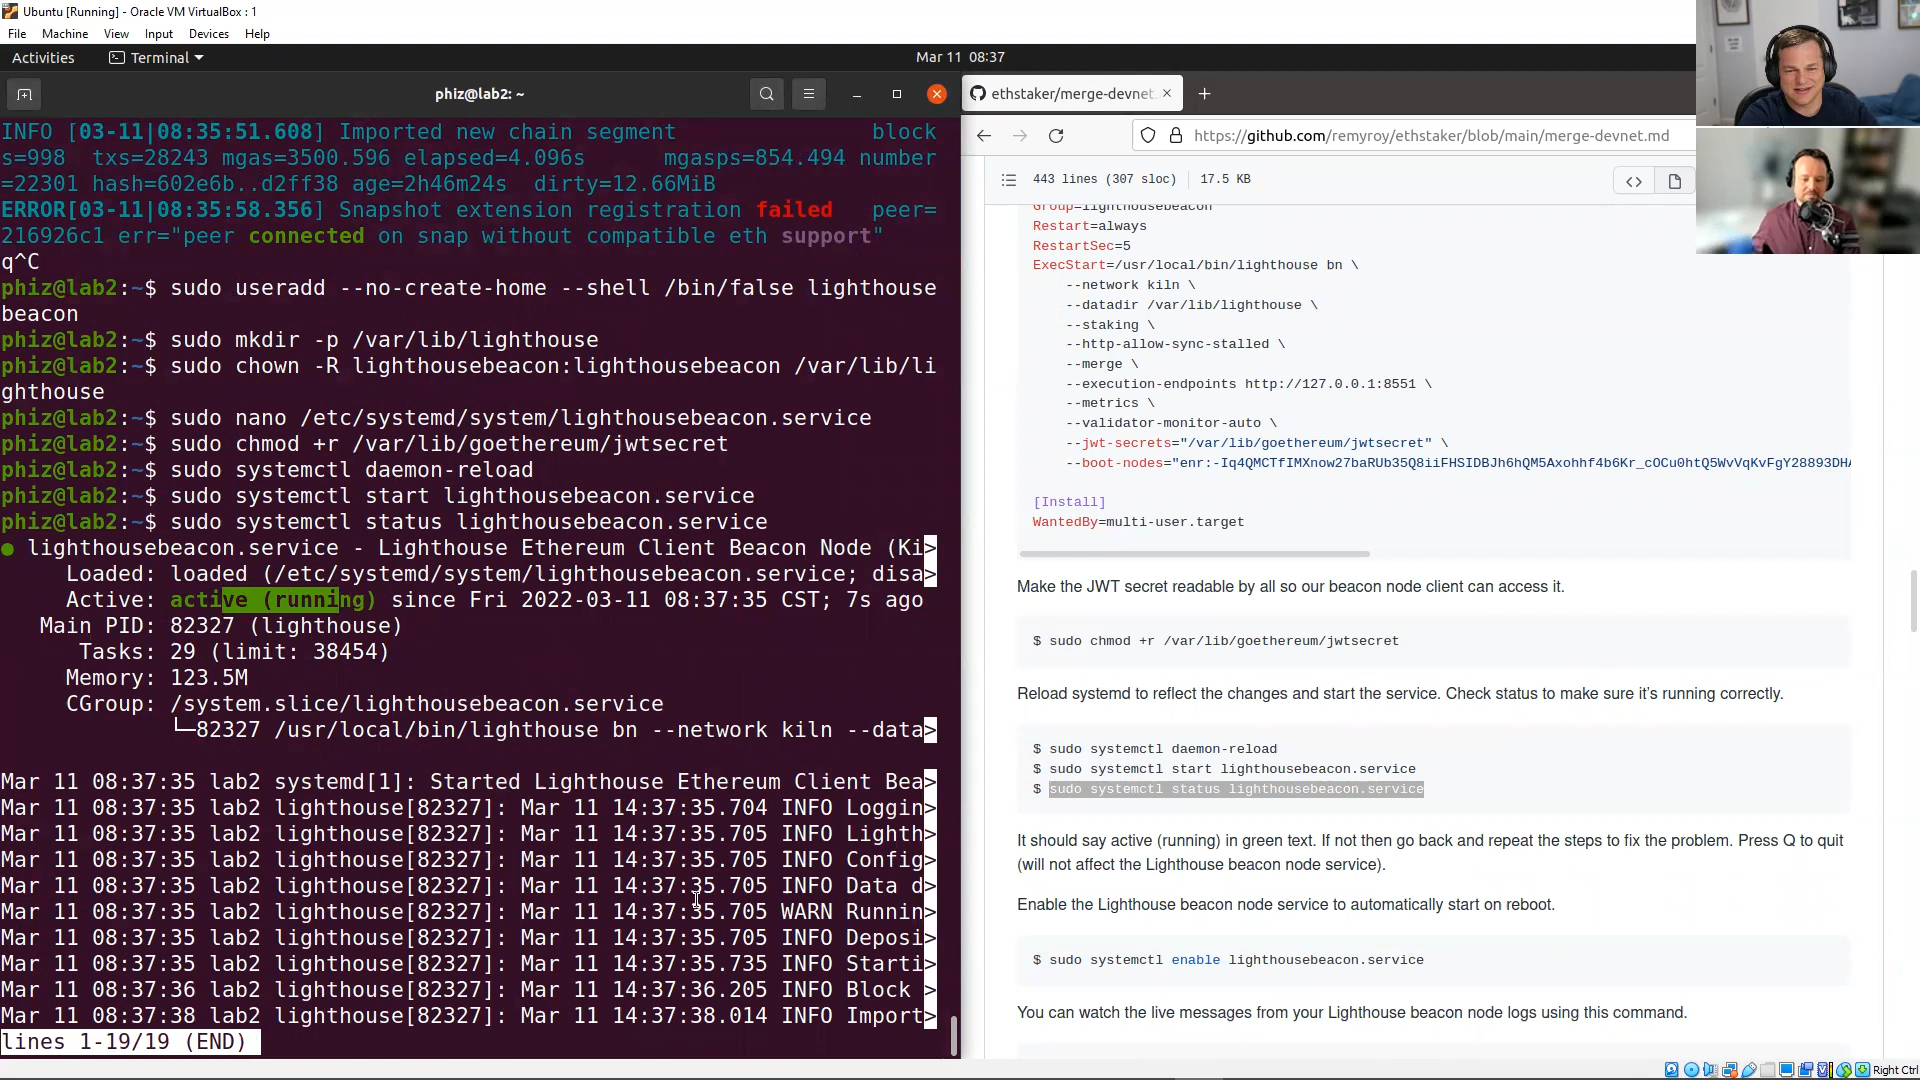 Ubuntu [Running] - Oracle VM VirtualBox : 1
File Machine View Input Devices Help
Activities Terminal Mar 11 08:37
phiz@lab2: ~
INFO [03-11|08:35:51.608] Imported new chain segment block
s=998 txs=28243 mgas=3500.596 elapsed=4.096s mgasps=854.494 number
=22301 hash=602e6b..d2ff38 age=2h46m24s dirty=12.66MiB
ERROR[03-11|08:35:58.356] Snapshot extension registration failed peer=
216926c1 err="peer connected on snap without compatible eth support"
q^C
phiz@lab2:~$ sudo useradd --no-create-home --shell /bin/false lighthouse
beacon
phiz@lab2:~$ sudo mkdir -p /var/lib/lighthouse
phiz@lab2:~$ sudo chown -R lighthousebeacon:lighthousebeacon /var/lib/li
ghthouse
phiz@lab2:~$ sudo nano /etc/systemd/system/lighthousebeacon.service
phiz@lab2:~$ sudo chmod +r /var/lib/goethereum/jwtsecret
phiz@lab2:~$ sudo systemctl daemon-reload
phiz@lab2:~$ sudo systemctl start lighthousebeacon.service
phiz@lab2:~$ sudo systemctl status lighthousebeacon.service
● lighthousebeacon.service - Lighthouse Ethereum Client Beacon Node (Ki>
Loaded: loaded (/etc/systemd/system/lighthousebeacon.service; disa>
Active: active (running) since Fri 2022-03-11 08:37:35 CST; 7s ago
Main PID: 82327 (lighthouse)
Tasks: 29 (limit: 38454)
Memory: 123.5M
CGroup: /system.slice/lighthousebeacon.service
└─82327 /usr/local/bin/lighthouse bn --network kiln --data>
Mar 11 08:37:35 lab2 systemd[1]: Started Lighthouse Ethereum Client Bea>
Mar 11 08:37:35 lab2 lighthouse[82327]: Mar 11 14:37:35.704 INFO Loggin>
Mar 11 08:37:35 lab2 lighthouse[82327]: Mar 11 14:37:35.705 INFO Lighth>
Mar 11 08:37:35 lab2 lighthouse[82327]: Mar 11 14:37:35.705 INFO Config>
Mar 11 08:37:35 lab2 lighthouse[82327]: Mar 11 14:37:35.705 INFO Data d>
Mar 11 08:37:35 lab2 lighthouse[82327]: Mar 11 14:37:35.705 WARN Runnin>
Mar 11 08:37:35 lab2 lighthouse[82327]: Mar 11 14:37:35.705 INFO Deposi>
Mar 11 08:37:35 lab2 lighthouse[82327]: Mar 11 14:37:35.735 INFO Starti>
Mar 11 08:37:36 lab2 lighthouse[82327]: Mar 11 14:37:36.205 INFO Block >
Mar 11 08:37:38 lab2 lighthouse[82327]: Mar 11 14:37:38.014 INFO Import>
lines 1-19/19 (END)
ethstaker/merge-devnet.
https://github.com/remyroy/ethstaker/blob/main/merge-devnet.md
443 lines (307 sloc) 17.5 KB
Group=lighthousebeacon
Restart=always
RestartSec=5
ExecStart=/usr/local/bin/lighthouse bn \
--network kiln \
--datadir /var/lib/lighthouse \
--staking \
--http-allow-sync-stalled \
--merge \
--execution-endpoints http://127.0.0.1:8551 \
--metrics \
--validator-monitor-auto \
--jwt-secrets="/var/lib/goethereum/jwtsecret" \
--boot-nodes="enr:-Iq4QMCTfIMXnow27baRUb35Q8iiFHSIDBJh6hQM5Axohhf4b6Kr_cOCu0htQ5WvVqKvFgY28893DHA
[Install]
WantedBy=multi-user.target
Make the JWT secret readable by all so our beacon node client can access it.
$ sudo chmod +r /var/lib/goethereum/jwtsecret
Reload systemd to reflect the changes and start the service. Check status to make sure it's running correctly.
$ sudo systemctl daemon-reload
$ sudo systemctl start lighthousebeacon.service
$ sudo systemctl status lighthousebeacon.service
It should say active (running) in green text. If not then go back and repeat the steps to fix the problem. Press Q to quit
(will not affect the Lighthouse beacon node service).
Enable the Lighthouse beacon node service to automatically start on reboot.
$ sudo systemctl enable lighthousebeacon.service
You can watch the live messages from your Lighthouse beacon node logs using this command.
Right Ctrl